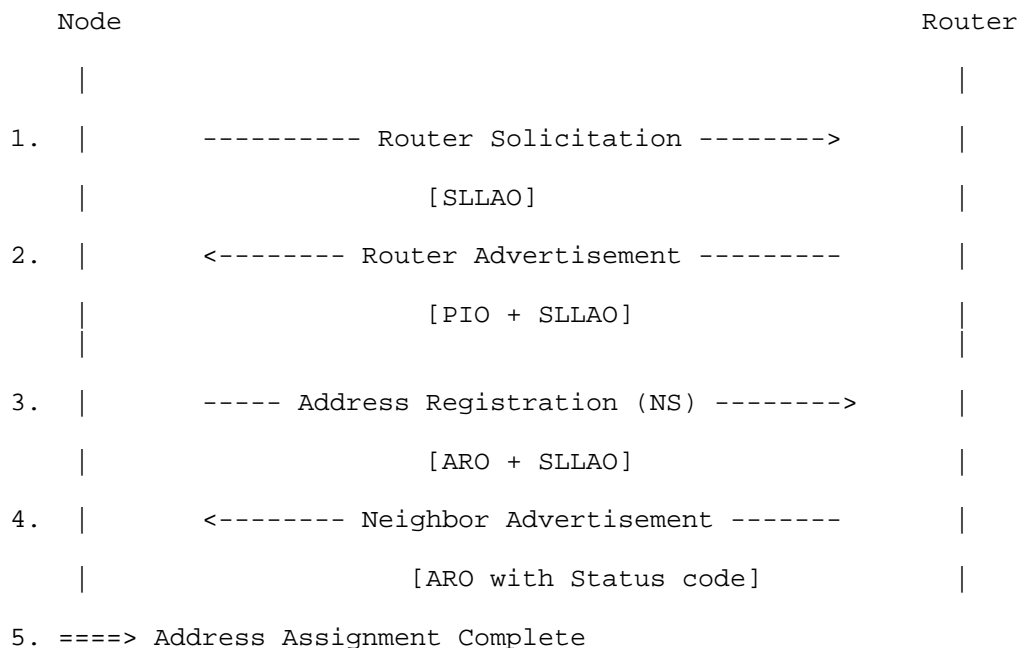 Node Router
| |
1. | ---------- Router Solicitation --------> |
| [SLLAO] |
2. | <-------- Router Advertisement --------- |
| [PIO + SLLAO] |
| |
3. | ----- Address Registration (NS) --------> |
| [ARO + SLLAO] |
4. | <-------- Neighbor Advertisement ------- |
| [ARO with Status code] |
5. ====> Address Assignment Complete